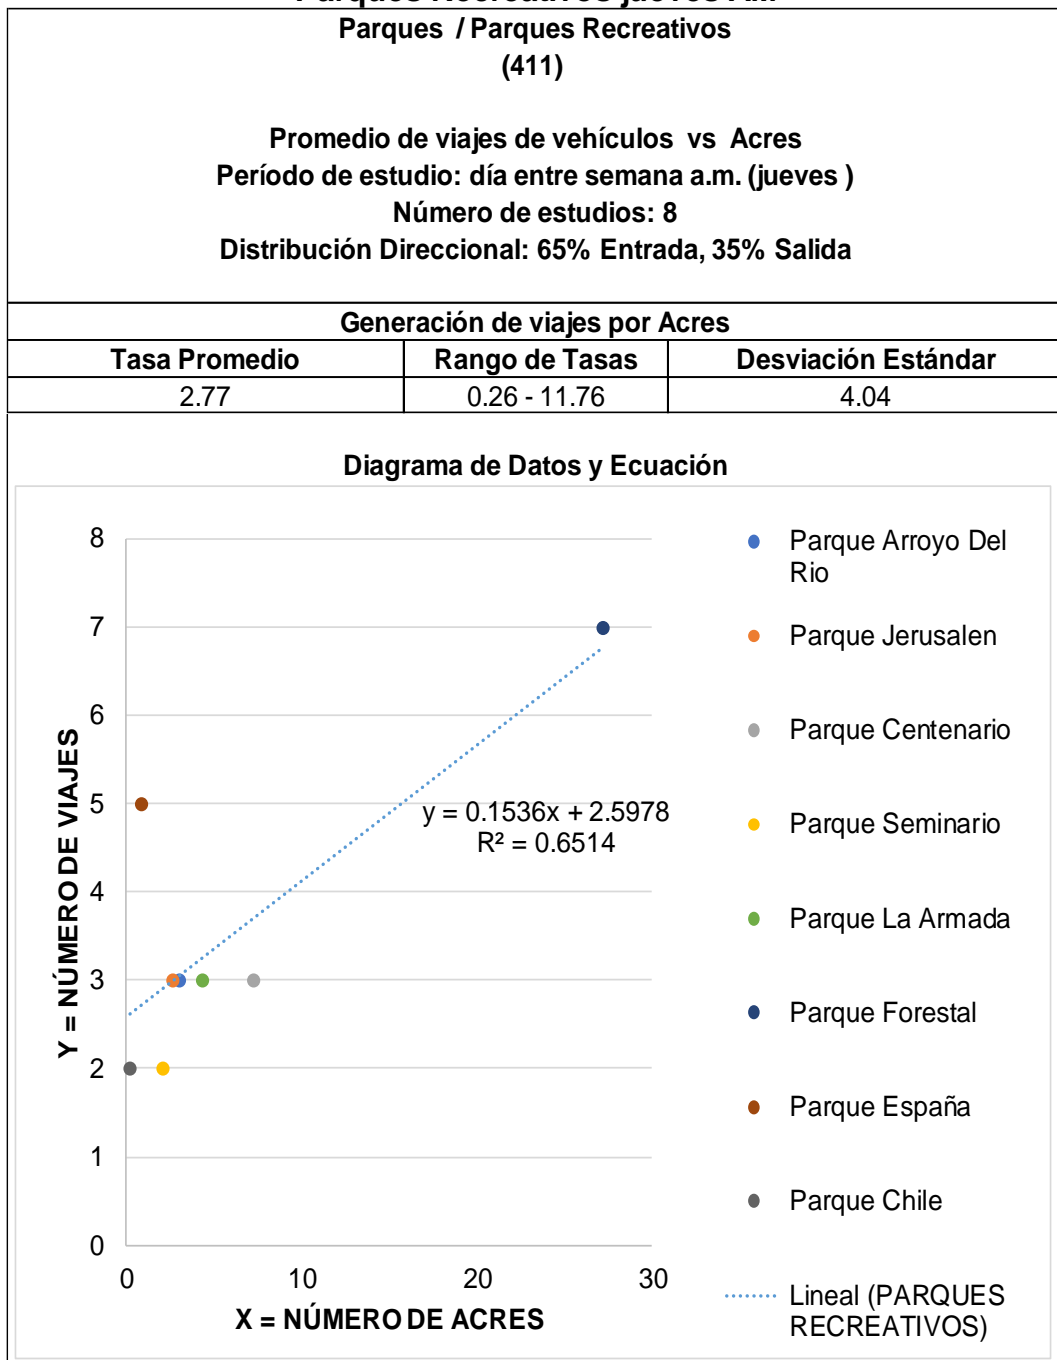 Parques Recreativos jueves A.M
Parques / Parques Recreativos
(411)
Promedio de viajes de vehículos vs Acres
Período de estudio: día entre semana a.m. (jueves )
Número de estudios: 8
Distribución Direccional: 65% Entrada, 35% Salida
Generación de viajes por Acres
Tasa Promedio Rango de Tasas Desviación Estándar
2.77 0.26 - 11.76 4.04
Diagrama de Datos y Ecuación
Y = NÚMERO DE VIAJES
8
7
6
5
4
3
2
1
0
y = 0.1536x + 2.5978
R² = 0.6514
0 10 20 30
X = NÚMERO DE ACRES
Parque Arroyo Del
Rio
Parque Jerusalen
Parque Centenario
Parque Seminario
Parque La Armada
Parque Forestal
Parque España
Parque Chile
Lineal (PARQUES
RECREATIVOS)